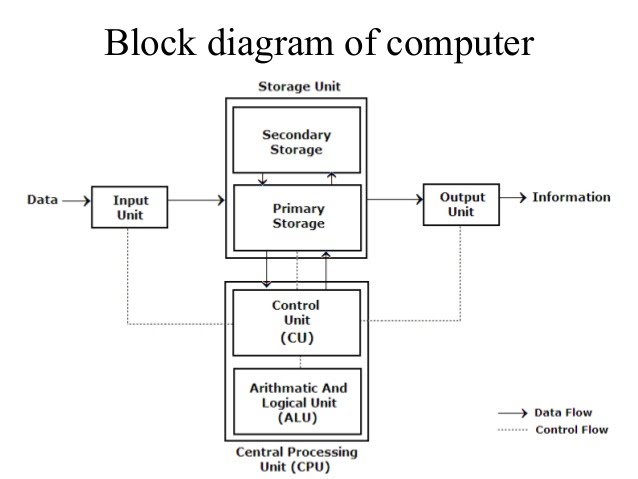 Block diagram of computer
Storage Unit
Secondary
Storage
Data
Input
Unit
Primary
Storage
Output
Unit
Information
Control
Unit
(CU)
Arithmatic And
Logical Unit
(ALU)
Central Processing
Unit (CPU)
Data Flow
Control Flow